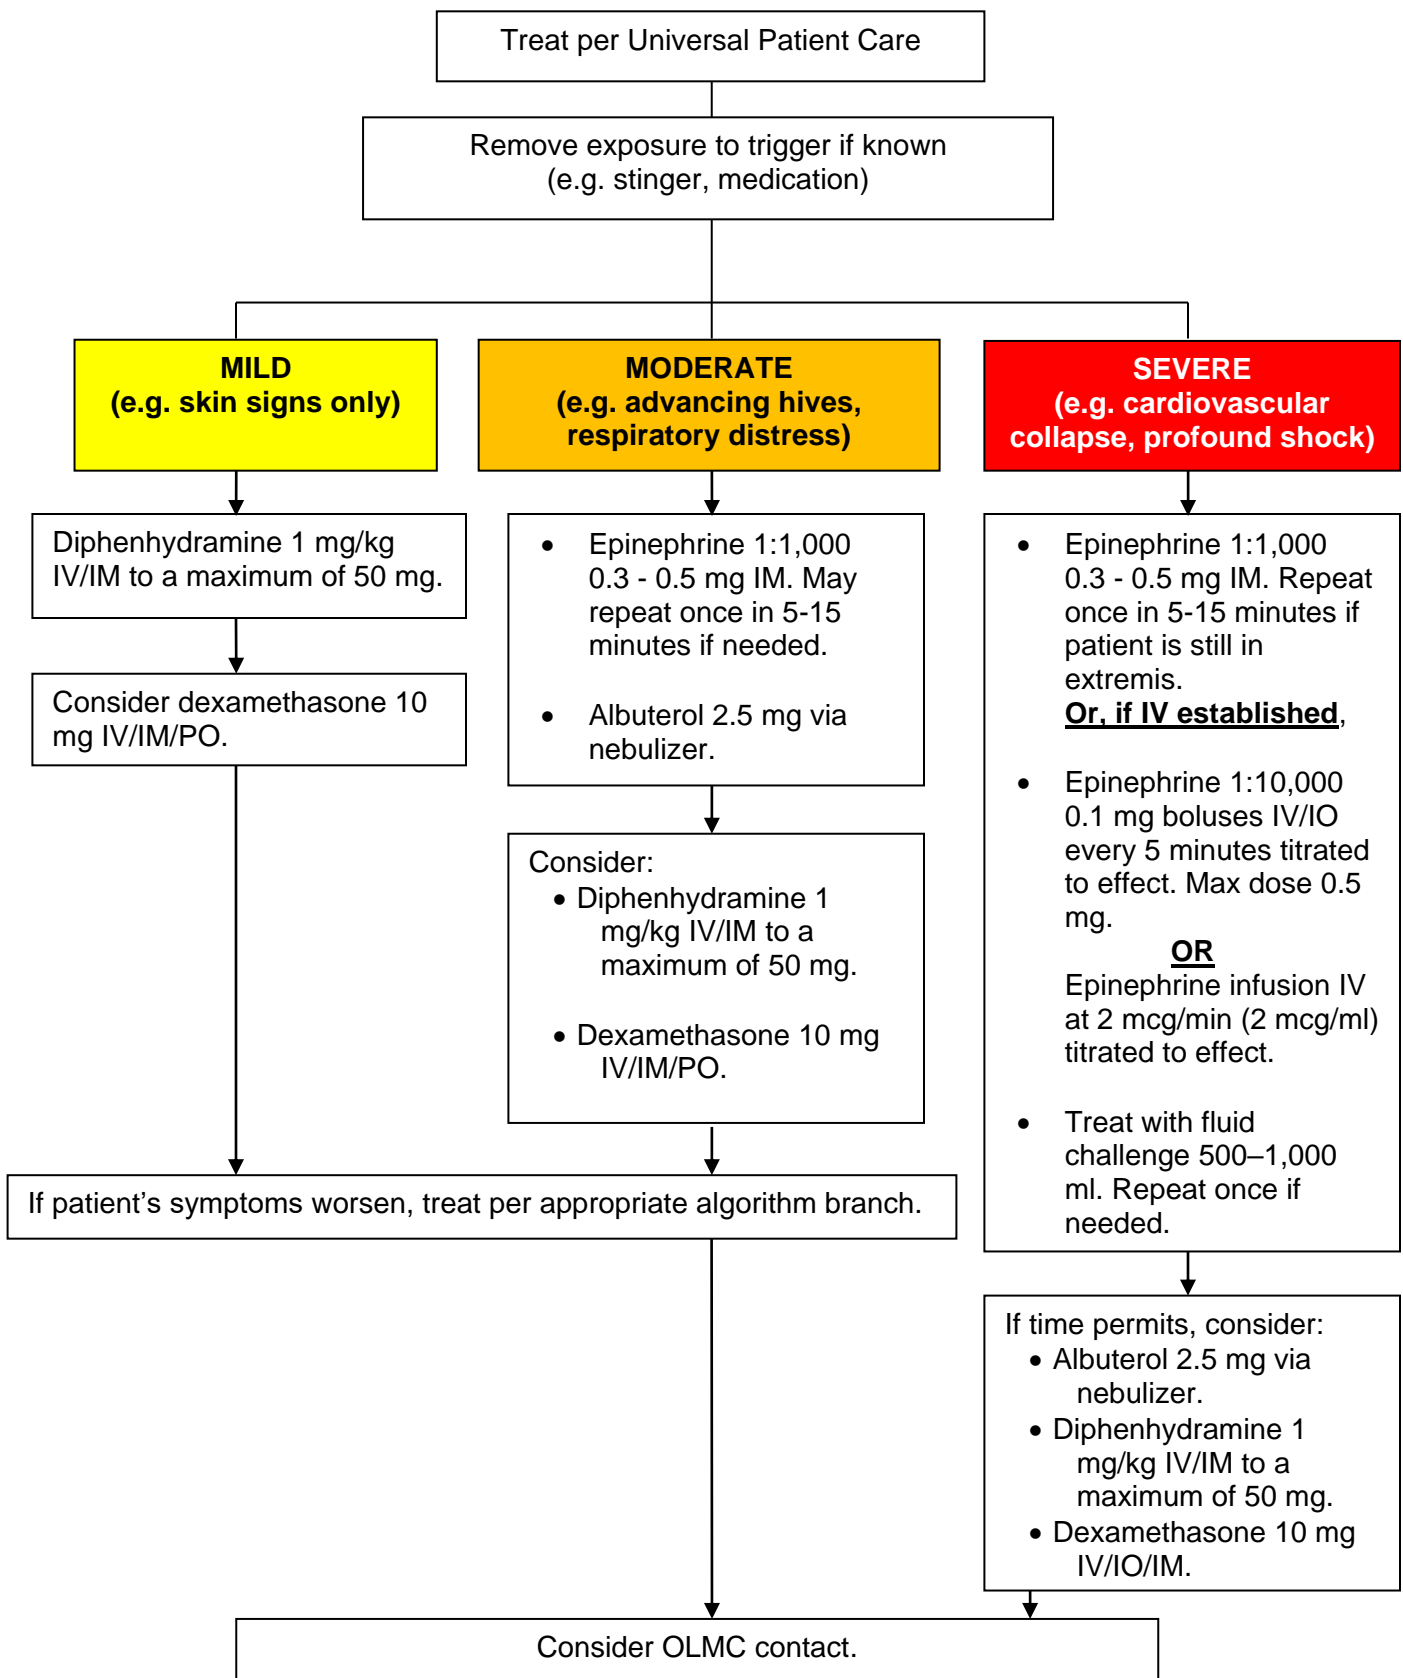 Treat per Universal Patient Care
Remove exposure to trigger if known
(e.g. stinger, medication)
MILD
(e.g. skin signs only)
MODERATE
(e.g. advancing hives,
respiratory distress)
SEVERE
(e.g. cardiovascular
collapse, profound shock)
Diphenhydramine 1 mg/kg
IV/IM to a maximum of 50 mg.
Consider dexamethasone 10
mg IV/IM/PO.
• Epinephrine 1:1,000
0.3 - 0.5 mg IM. May
repeat once in 5-15
minutes if needed.
• Albuterol 2.5 mg via
nebulizer.
Consider:
• Diphenhydramine 1
mg/kg IV/IM to a
maximum of 50 mg.
• Dexamethasone 10 mg
IV/IM/PO.
• Epinephrine 1:1,000
0.3 - 0.5 mg IM. Repeat
once in 5-15 minutes if
patient is still in
extremis.
Or, if IV established,
• Epinephrine 1:10,000
0.1 mg boluses IV/IO
every 5 minutes titrated
to effect. Max dose 0.5
mg.
OR
Epinephrine infusion IV
at 2 mcg/min (2 mcg/ml)
titrated to effect.
• Treat with fluid
challenge 500–1,000
ml. Repeat once if
needed.
If patient’s symptoms worsen, treat per appropriate algorithm branch.
If time permits, consider:
• Albuterol 2.5 mg via
nebulizer.
• Diphenhydramine 1
mg/kg IV/IM to a
maximum of 50 mg.
• Dexamethasone 10 mg
IV/IO/IM.
Consider OLMC contact.